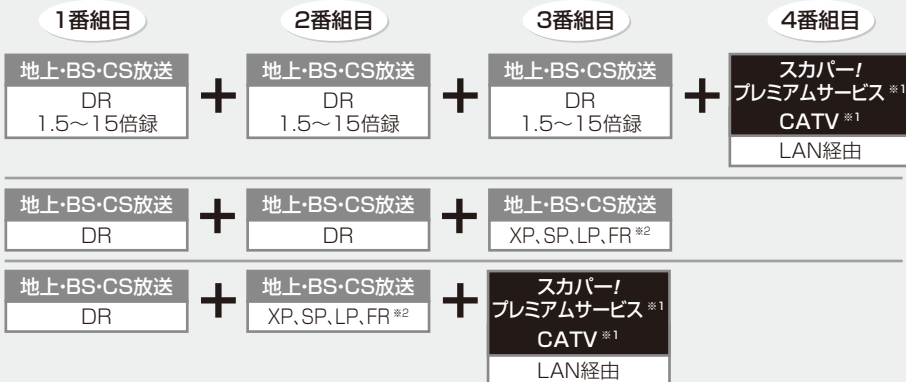 1番組目
2番組目
3番組目
4番組目
地上・BS・CS放送
DR
1.5〜15倍録
+
地上・BS・CS放送
DR
1.5〜15倍録
+
地上・BS・CS放送
DR
1.5〜15倍録
+
スカパー!
プレミアムサービス※1
CATV※1
LAN経由
地上・BS・CS放送
DR
+
地上・BS・CS放送
DR
+
地上・BS・CS放送
XP、SP、LP、FR※2
地上・BS・CS放送
DR
+
地上・BS・CS放送
XP、SP、LP、FR※2
+
スカパー!
プレミアムサービス※1
CATV※1
LAN経由